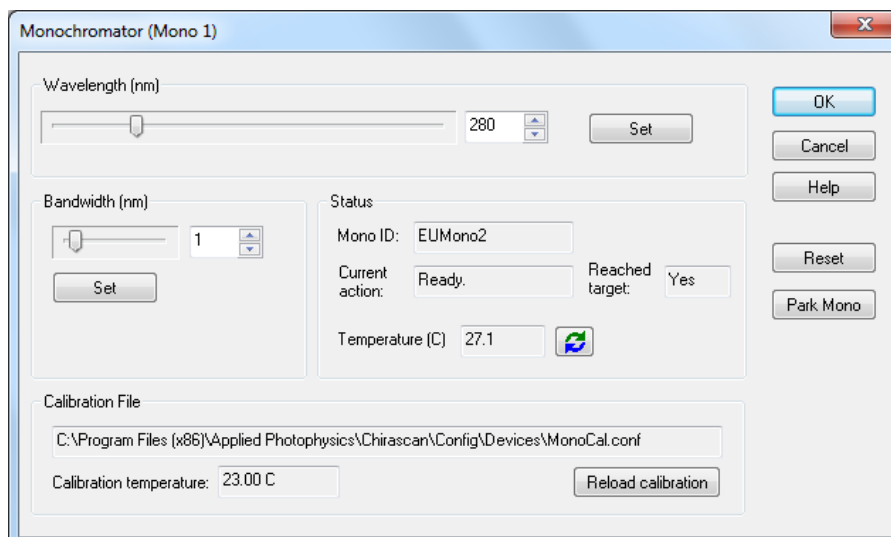 Monochromator (Mono 1)
Wavelength (nm)
280
Set
OK
Cancel
Help
Reset
Park Mono
Bandwidth (nm)
1
Set
Status
Mono ID:
EUMono2
Current
action:
Ready.
Reached
target:
Yes
Temperature (C)
27.1
Calibration File
C:\Program Files (x86)\Applied Photophysics\Chirascan\Config\Devices\MonoCal.conf
Calibration temperature:
23.00 C
Reload calibration